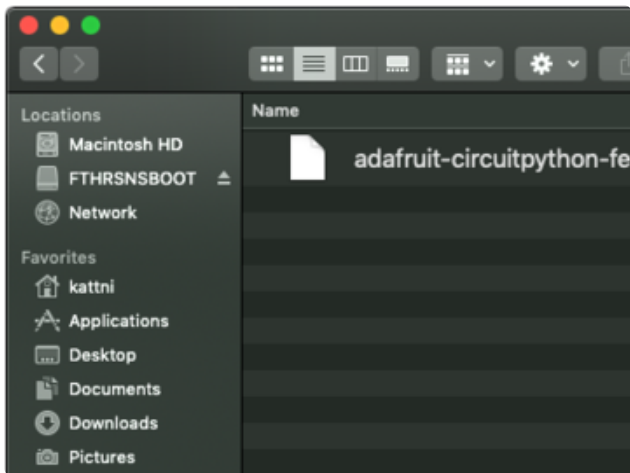 Locations
Macintosh HD
FTHRSNSBOOT
Network
Favorites
kattni
Applications
Desktop
Documents
Downloads
Pictures
Name
adafruit-circuitpython-fe